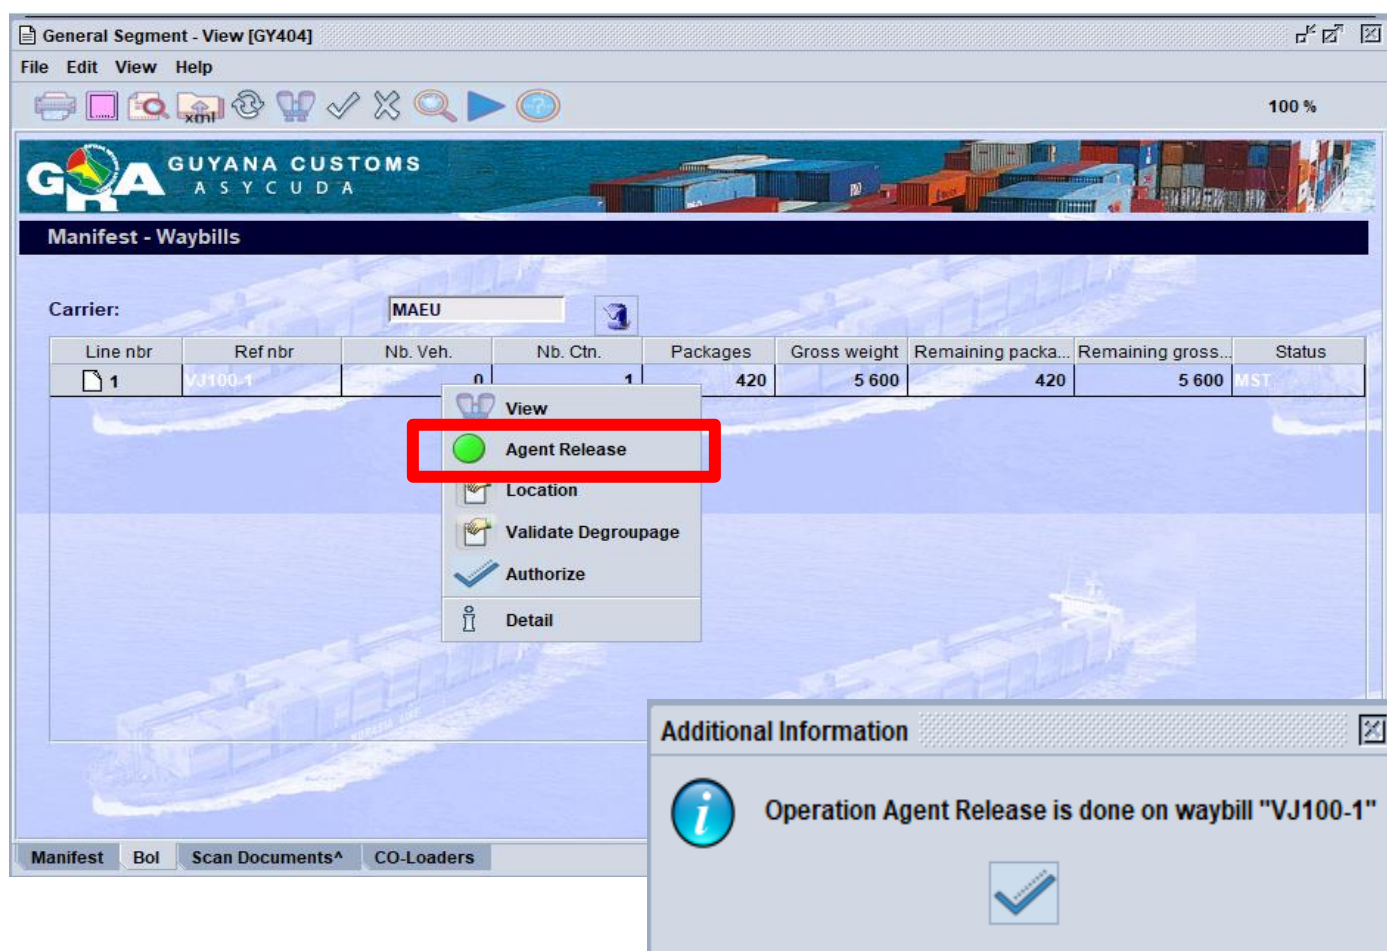 General Segment - View [GY404]
File Edit View Help
xml
100 %
GRA GUYANA CUSTOMS
ASYCUDA
Manifest - Waybills
Carrier: MAEU
Line nbr Ref nbr Nb. Veh. Nb. Ctn. Packages Gross weight Remaining packa... Remaining gross... Status
1 VJ100-1 0 1 420 5 600 420 5 600 MST
View
Agent Release
Location
Validate Degroupage
Authorize
Detail
Additional Information
Operation Agent Release is done on waybill "VJ100-1"
Manifest Bol Scan Documents^ CO-Loaders